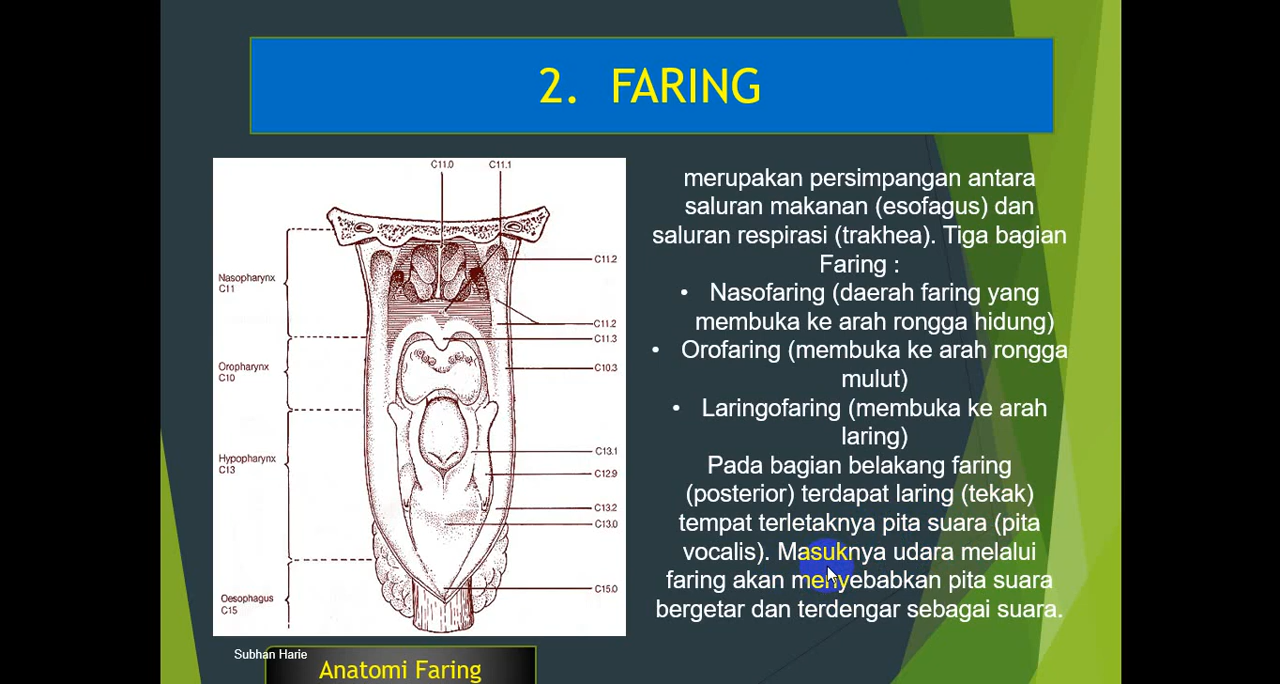 2. FARING
C11.0 C11.1
C11.2
Nasopharynx
C11
C11.2
C11.3
Oropharynx
C10
C10.3
C13.1
Hypopharynx
C13
C12.9
C13.2
C13.0
C15.0
Oesophagus
C15
merupakan persimpangan antara
saluran makanan (esofagus) dan
saluran respirasi (trakhea). Tiga bagian
Faring :
• Nasofaring (daerah faring yang
membuka ke arah rongga hidung)
• Orofaring (membuka ke arah rongga
mulut)
• Laringofaring (membuka ke arah
laring)
Pada bagian belakang faring
(posterior) terdapat laring (tekak)
tempat terletaknya pita suara (pita
vocalis). Masuknya udara melalui
faring akan menyebabkan pita suara
bergetar dan terdengar sebagai suara.
Subhan Harie
Anatomi Faring